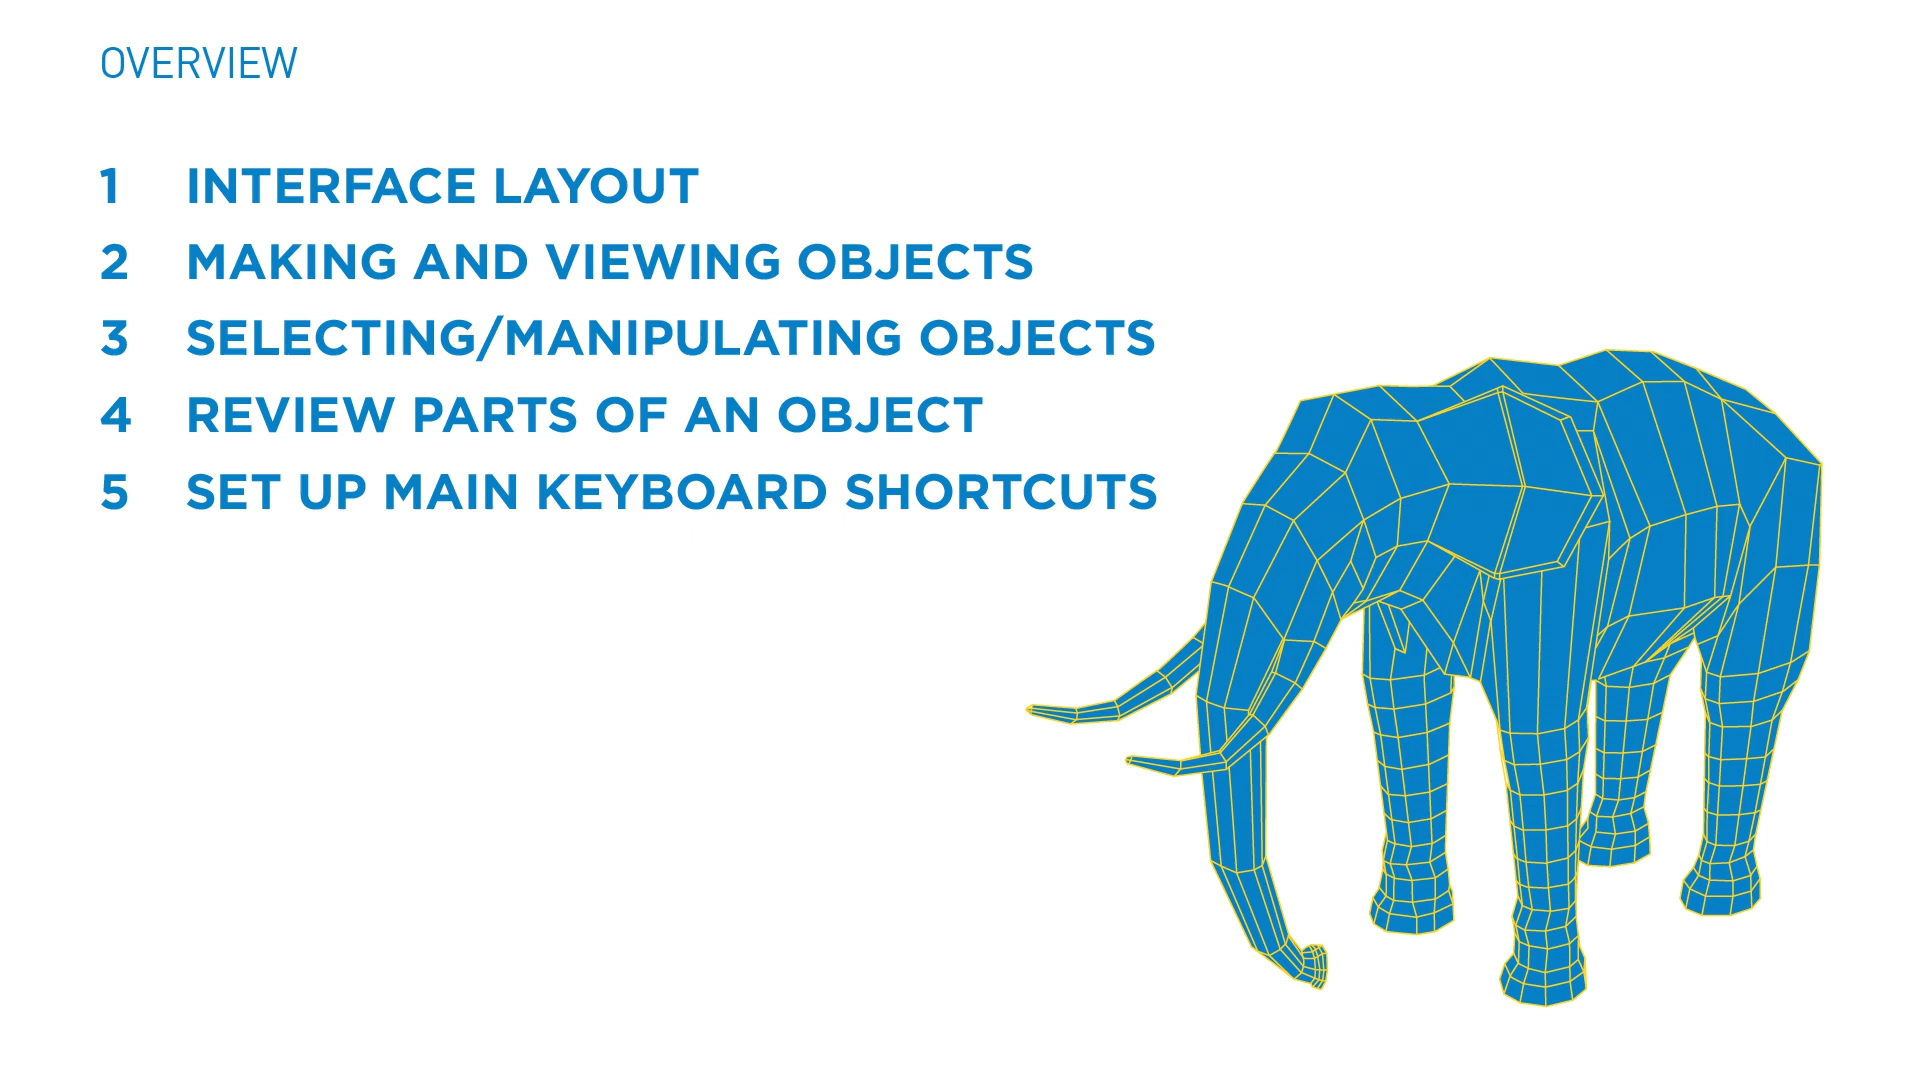 OVERVIEW
1 INTERFACE LAYOUT
2 MAKING AND VIEWING OBJECTS
3 SELECTING/MANIPULATING OBJECTS
4 REVIEW PARTS OF AN OBJECT
5 SET UP MAIN KEYBOARD SHORTCUTS